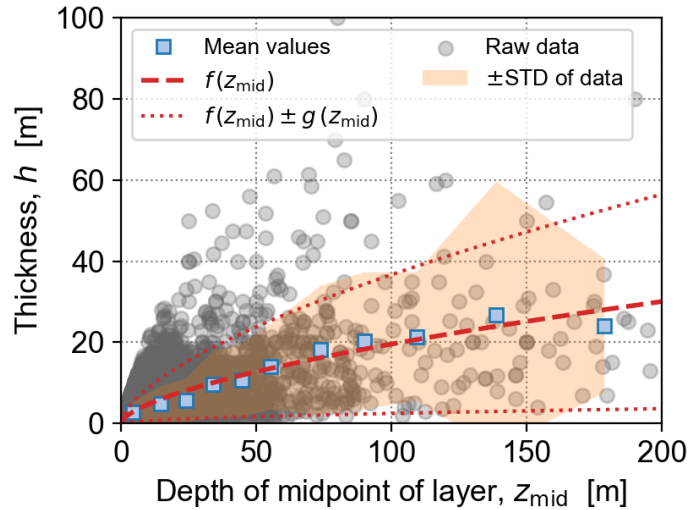 100
80
60
40
20
0
Thickness, h [m]
Mean values
f(z_mid)
f(z_mid) ± g(z_mid)
Raw data
±STD of data
0
50
100
150
200
Depth of midpoint of layer, z_mid [m]